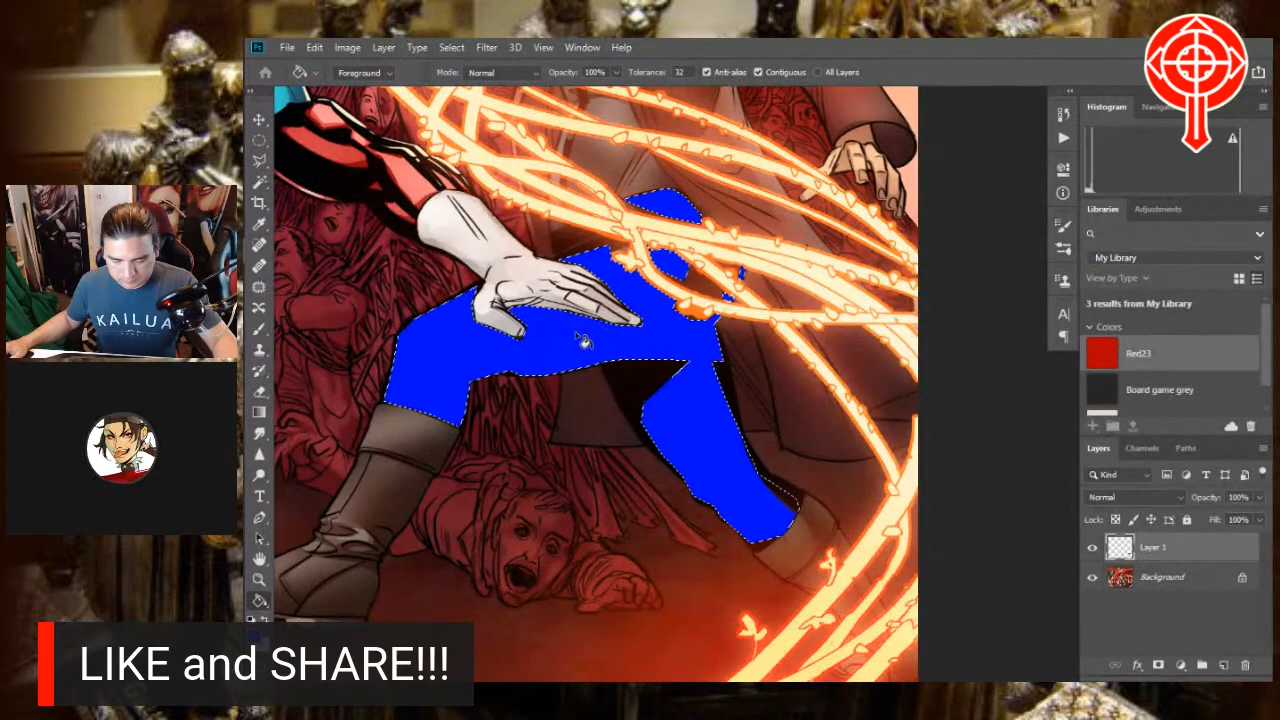 Ps File Edit Image Layer Type Select Filter 3D View Window Help
Foreground Mode: Normal Opacity: 100% Tolerance: 32 Anti-alias Contiguous All Layers
Histogram
Libraries Adjustments
My Library
View by Type
3 results from My Library
Colors
Red23
Board game grey
Layers Channels Paths
Kind
Normal Opacity: 100%
Lock: Fill: 100%
Layer 1
Background
KAILUA
LIKE and SHARE!!!